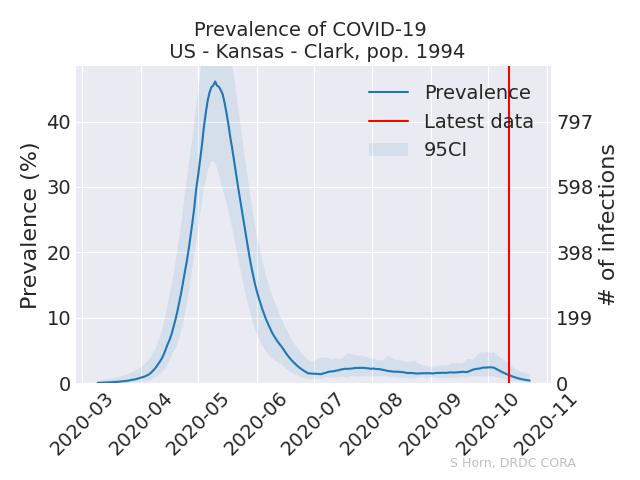 Prevalence of COVID-19
US - Kansas - Clark, pop. 1994
Prevalence
Latest data
95CI
Prevalence (%)
40
30
20
10
0
797
598
398
199
0
# of infections
2020-03
2020-04
2020-05
2020-06
2020-07
2020-08
2020-09
2020-10
2020-11
S Horn, DRDC CORA